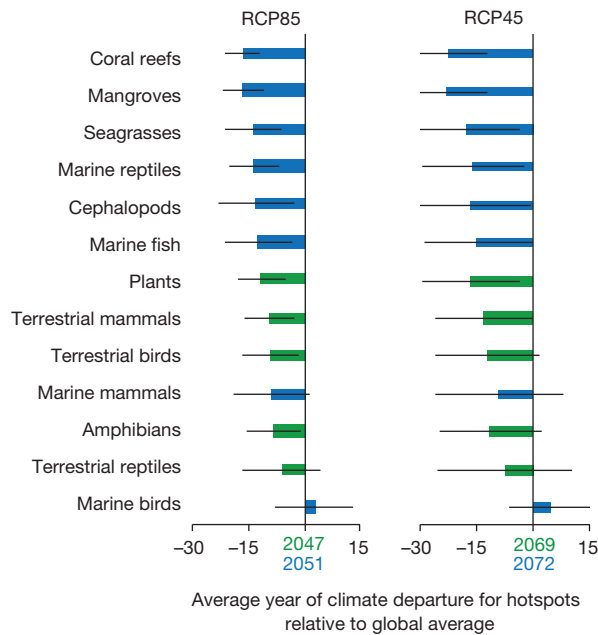 RCP85
RCP45
Coral reefs
Mangroves
Seagrasses
Marine reptiles
Cephalopods
Marine fish
Plants
Terrestrial mammals
Terrestrial birds
Marine mammals
Amphibians
Terrestrial reptiles
Marine birds
−30 −15 2047 15 −30 −15 2069 15
2051 2072
Average year of climate departure for hotspots
relative to global average